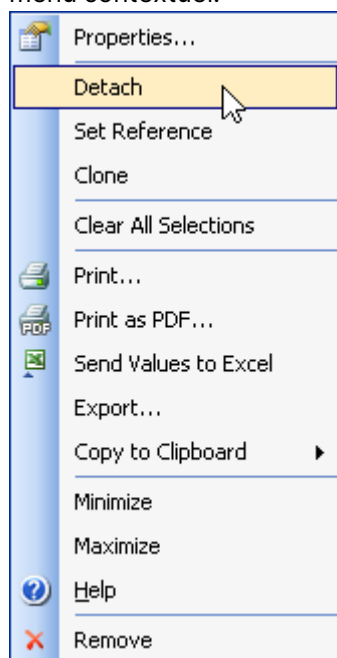 menu contextuel.
Properties...
Detach
Set Reference
Clone
Clear All Selections
Print...
PDF
Print as PDF...
Send Values to Excel
Export...
Copy to Clipboard
Minimize
Maximize
Help
Remove